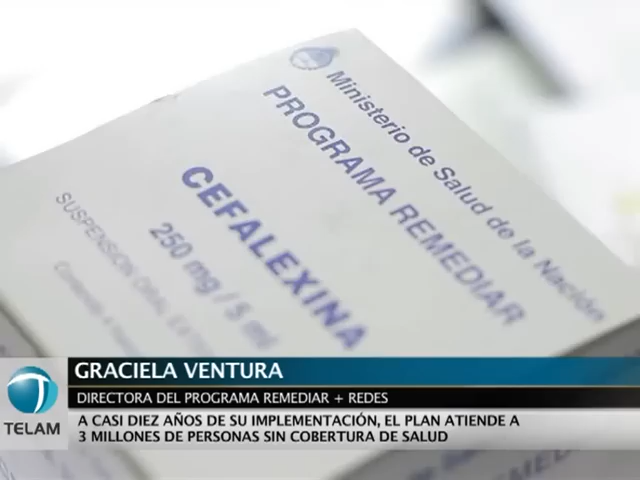 Ministerio de Salud de la Nación
PROGRAMA REMEDIAR
CEFALEXINA
250 mg / 5 ml
SUSPENSION ORAL
GRACIELA VENTURA
DIRECTORA DEL PROGRAMA REMEDIAR + REDES
A CASI DIEZ AÑOS DE SU IMPLEMENTACIÓN, EL PLAN ATIENDE A
3 MILLONES DE PERSONAS SIN COBERTURA DE SALUD
TELAM